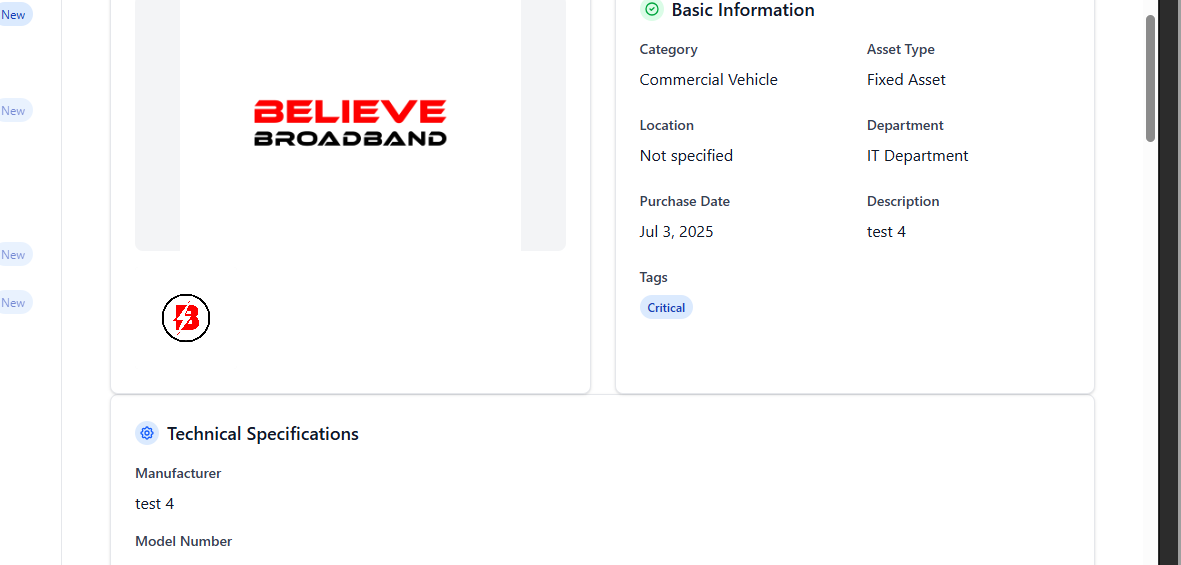 New
New
New
New
BELIEVE
BROADBAND
B
Basic Information
Category
Asset Type
Commercial Vehicle
Fixed Asset
Location
Department
Not specified
IT Department
Purchase Date
Description
Jul 3, 2025
test 4
Tags
Critical
Technical Specifications
Manufacturer
test 4
Model Number